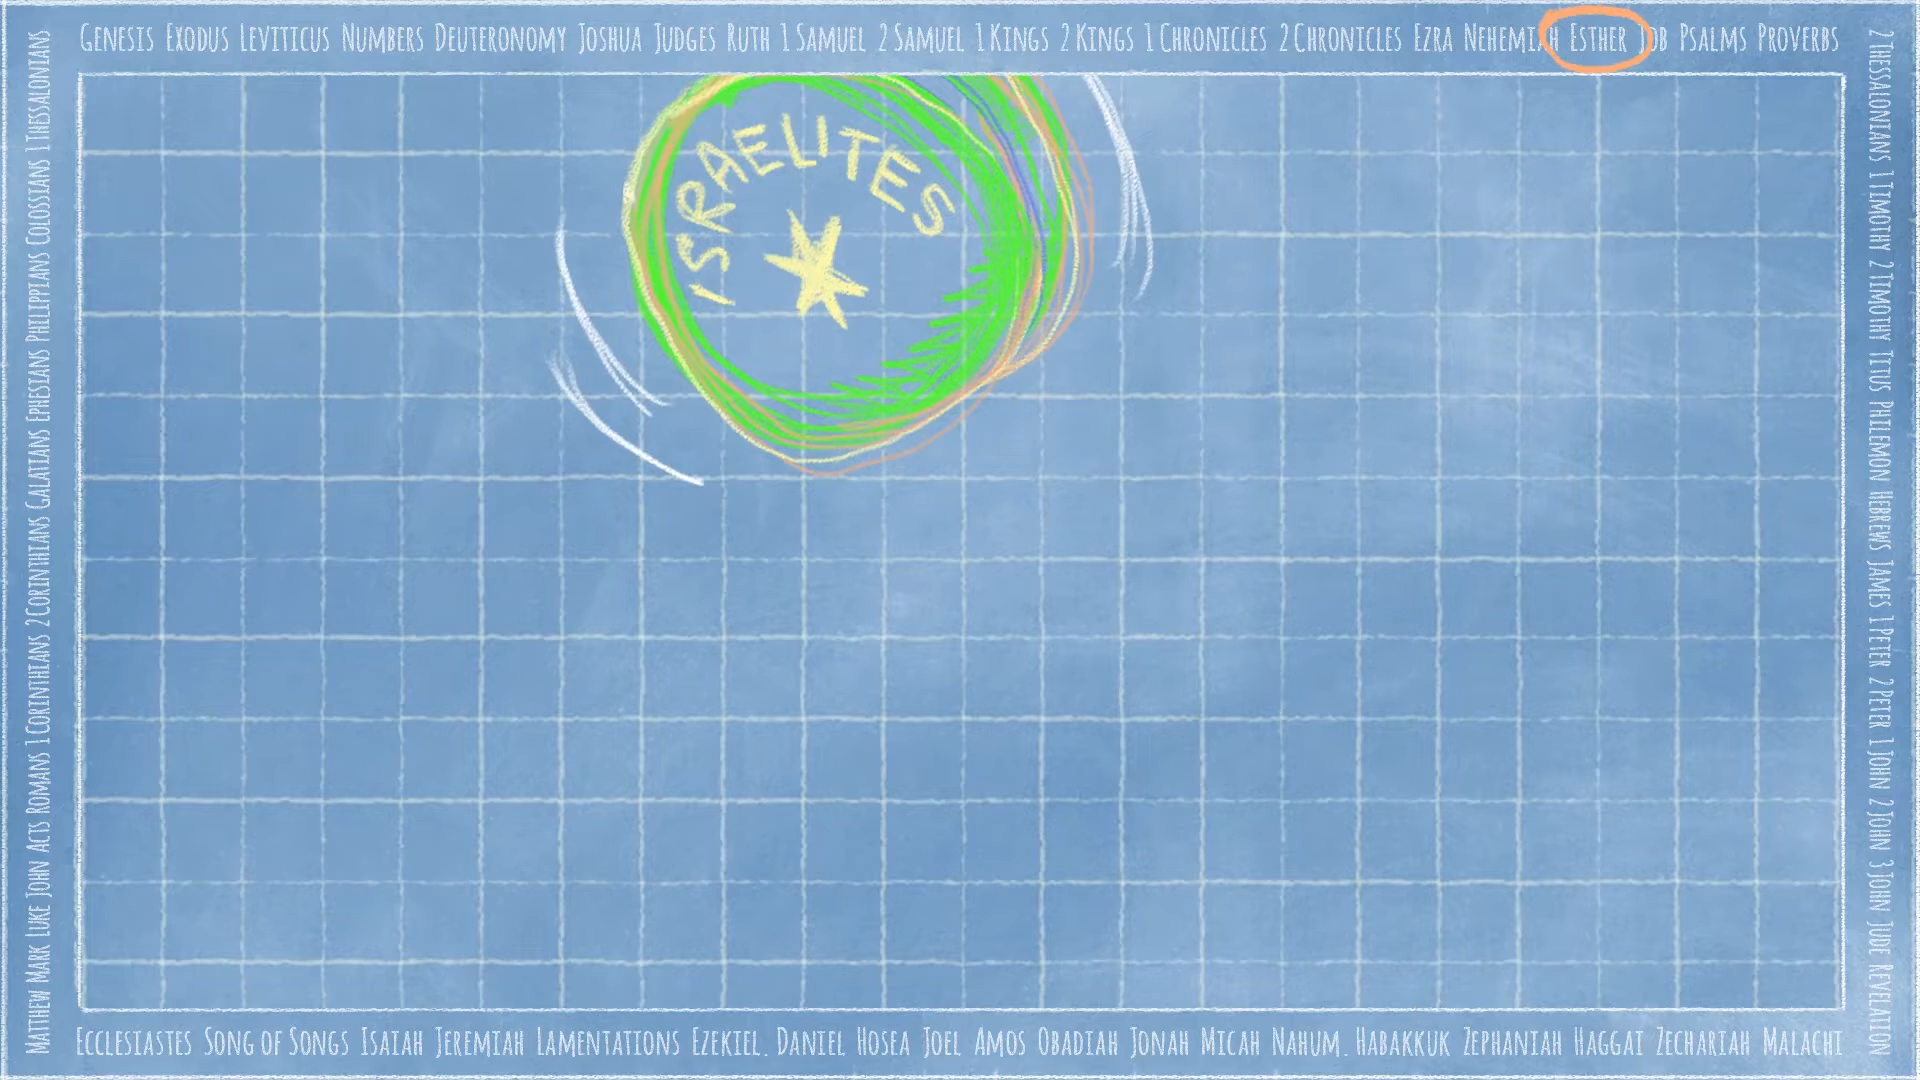 Genesis Exodus Leviticus Numbers Deuteronomy Joshua Judges Ruth 1 Samuel 2 Samuel 1 Kings 2 Kings 1 Chronicles 2 Chronicles Ezra Nehemiah Esther Job Psalms Proverbs
Matthew Mark Luke John Acts Romans 1 Corinthians 2 Corinthians Galatians Ephesians Philippians Colossians 1 Thessalonians
ISRAELITES
2 Thessalonians 1 Timothy 2 Timothy Titus Philemon Hebrews James 1 Peter 2 Peter 1 John 2 John 3 John Jude Revelation
Ecclesiastes Song of Songs Isaiah Jeremiah Lamentations Ezekiel. Daniel Hosea Joel Amos Obadiah Jonah Micah Nahum. Habakkuk Zephaniah Haggai Zechariah Malachi